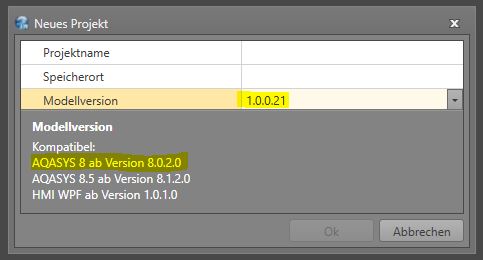 Neues Projekt
Projektname
Speicherort
Modellversion 1.0.0.21
Modellversion
Kompatibel:
AQASYS 8 ab Version 8.0.2.0
AQASYS 8.5 ab Version 8.1.2.0
HMI WPF ab Version 1.0.1.0
Ok Abbrechen